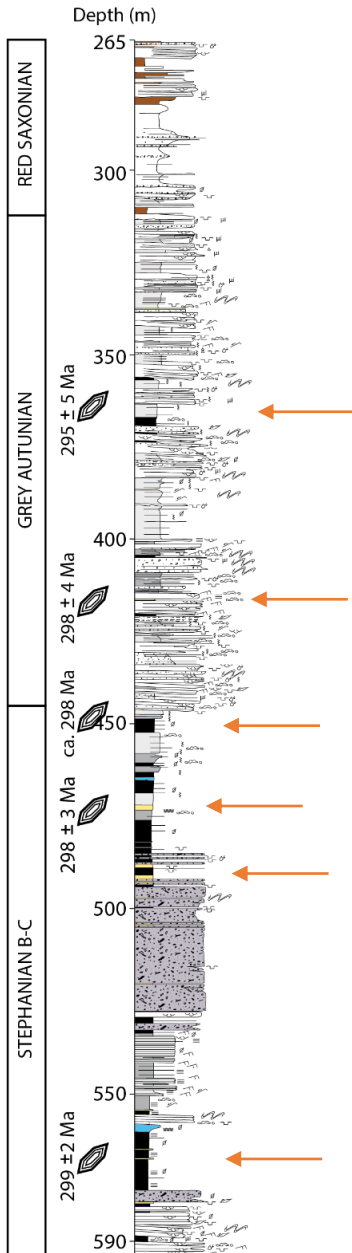 Depth (m)
265
300
350
400
450
500
550
590
RED SAXONIAN
GREY AUTUNIAN
STEPHANIAN B-C
295 ± 5 Ma
298 ± 4 Ma
ca. 298 Ma
298 ± 3 Ma
299 ±2 Ma